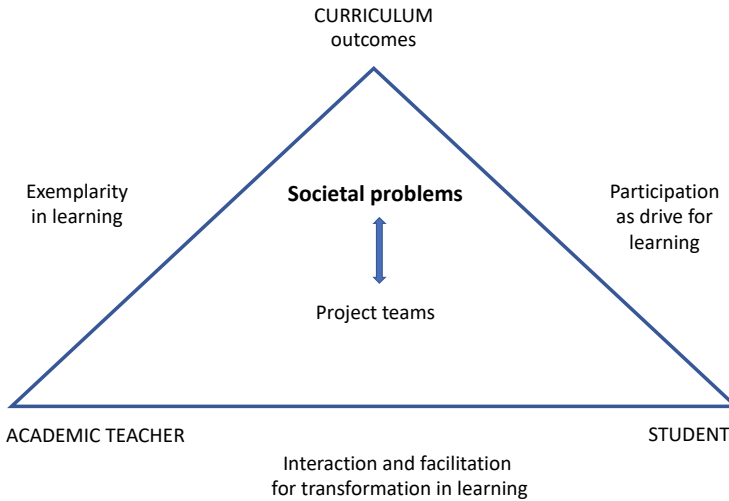 CURRICULUM
outcomes
Exemplarity
in learning
Societal problems
Participation
as drive for
learning
Project teams
ACADEMIC TEACHER
STUDENT
Interaction and facilitation
for transformation in learning